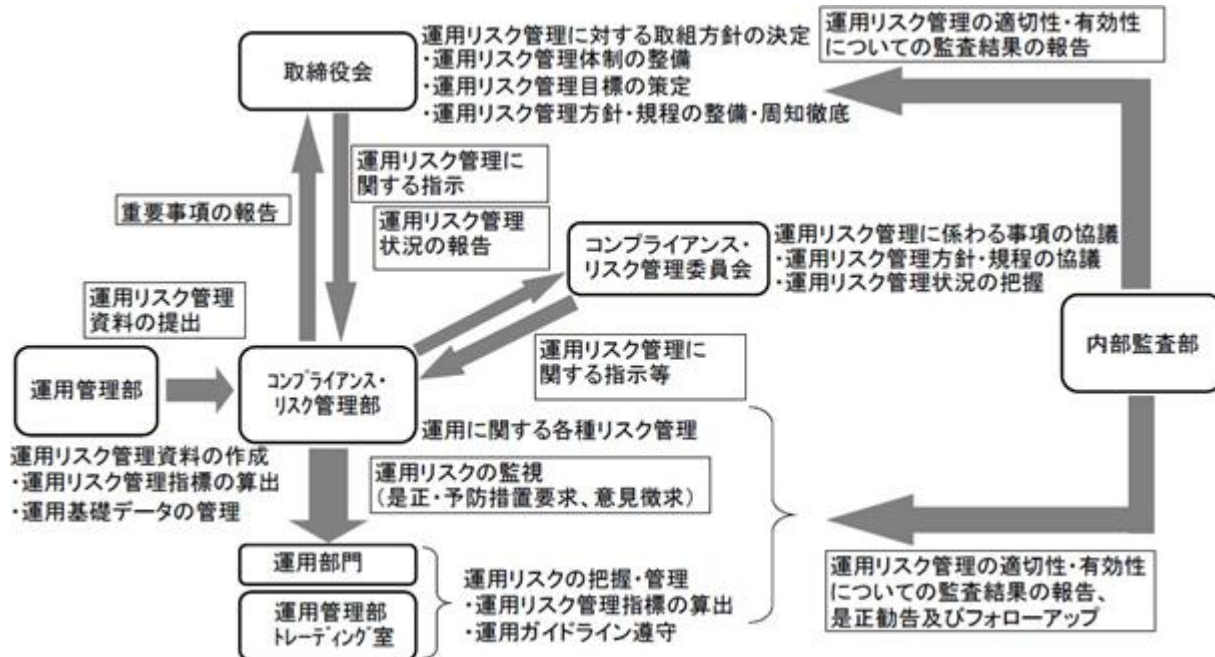 取締役会
運用リスク管理に対する取組方針の決定
・運用リスク管理体制の整備
・運用リスク管理目標の策定
・運用リスク管理方針・規程の整備・周知徹底
運用リスク管理の適切性・有効性
についての監査結果の報告
重要事項の報告
運用リスク管理に
関する指示
運用リスク管理
状況の報告
コンプライアンス・
リスク管理委員会
運用リスク管理に係わる事項の協議
・運用リスク管理方針・規程の協議
・運用リスク管理状況の把握
運用リスク管理
資料の提出
運用リスク管理に
関する指示等
内部監査部
運用管理部
コンプライアンス・
リスク管理部
運用に関する各種リスク管理
運用リスク管理資料の作成
・運用リスク管理指標の算出
・運用基礎データの管理
運用リスクの監視
(是正・予防措置要求、意見徴求)
運用部門
運用管理部
トレーディング室
運用リスクの把握・管理
・運用リスク管理指標の算出
・運用ガイドライン遵守
運用リスク管理の適切性・有効性
についての監査結果の報告、
是正勧告及びフォローアップ